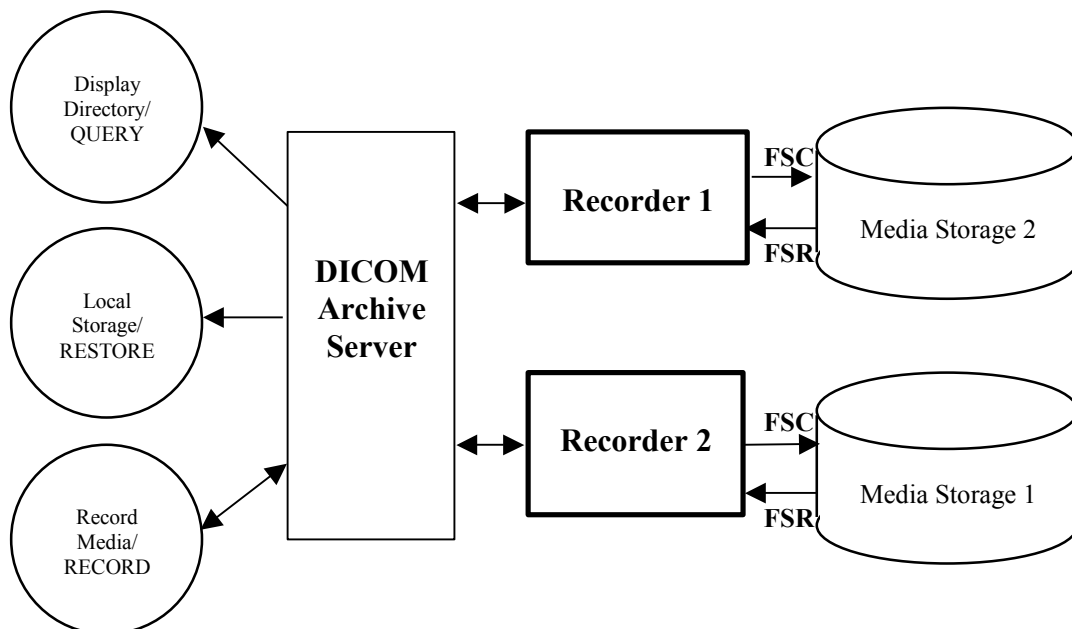 Display
Directory/
QUERY
Local
Storage/
RESTORE
Record
Media/
RECORD
DICOM
Archive
Server
Recorder 1
FSC
FSR
Media Storage 2
Recorder 2
FSC
FSR
Media Storage 1